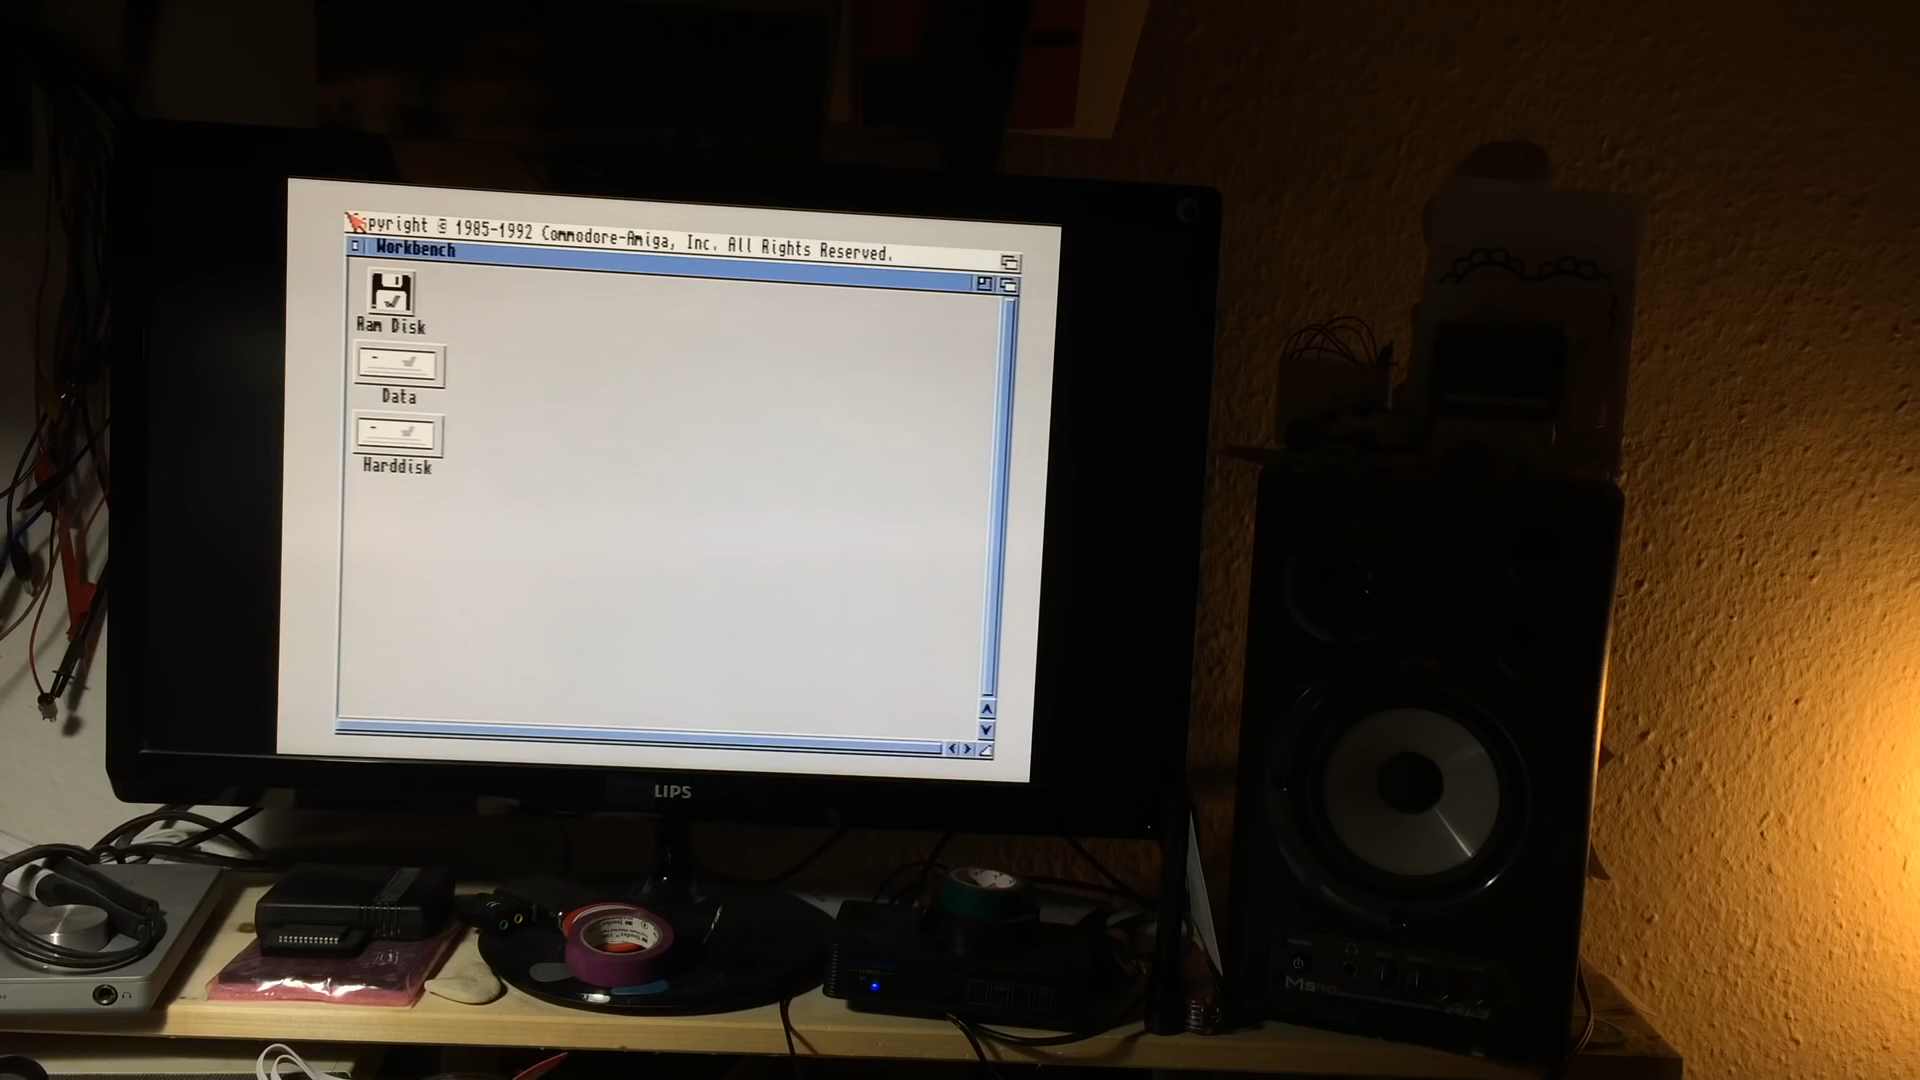 pyright © 1985-1992 Commodore-Amiga, Inc. All Rights Reserved.
Workbench
Ram Disk
Data
Harddisk
LIPS